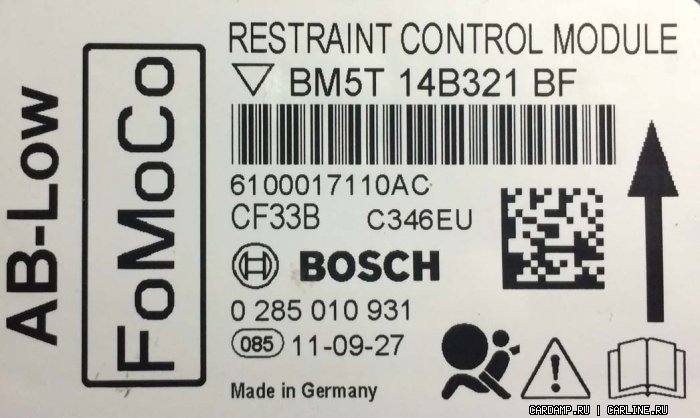 AB-Low
FoMoCo
RESTRAINT CONTROL MODULE
BM5T 14B321 BF
6100017110AC
CF33B C346EU
BOSCH
0 285 010 931
085 11-09-27
Made in Germany
CARDAMP.RU | CARLINE.RU